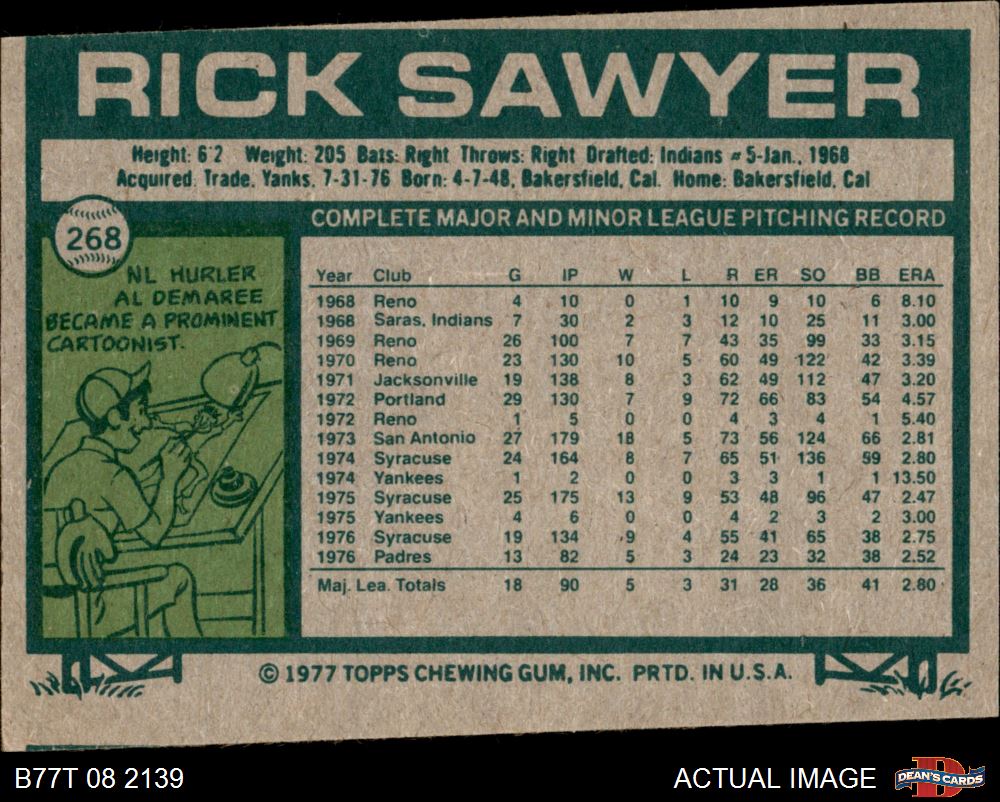 RICK SAWYER
Height: 6'2 Weight: 205 Bats: Right Throws: Right Drafted: Indians #5-Jan., 1968
Acquired: Trade, Yanks, 7-31-76 Born: 4-7-48, Bakersfield, Cal. Home: Bakersfield, Cal
268
COMPLETE MAJOR AND MINOR LEAGUE PITCHING RECORD
NL HURLER
AL DEMAREE
BECAME A PROMINENT
CARTOONIST.
Year Club G IP W L R ER SO BB ERA
1968 Reno 4 10 0 1 10 9 10 6 8.10
1968 Saras, Indians 7 30 2 3 12 10 25 11 3.00
1969 Reno 26 100 7 7 43 35 99 33 3.15
1970 Reno 23 130 10 5 60 49 122 42 3.39
1971 Jacksonville 19 138 8 3 62 49 112 47 3.20
1972 Portland 29 130 7 9 72 66 83 54 4.57
1972 Reno 1 5 0 0 4 3 4 1 5.40
1973 San Antonio 27 179 18 5 73 56 124 66 2.81
1974 Syracuse 24 164 8 7 65 51 136 59 2.80
1974 Yankees 1 2 0 0 3 3 1 1 13.50
1975 Syracuse 25 175 13 9 53 48 96 47 2.47
1975 Yankees 4 6 0 0 4 2 3 2 3.00
1976 Syracuse 19 134 9 4 55 41 65 38 2.75
1976 Padres 13 82 5 3 24 23 32 38 2.52
Maj. Lea. Totals 18 90 5 3 31 28 36 41 2.80
© 1977 TOPPS CHEWING GUM, INC. PRTD. IN U.S.A.
B77T 08 2139
ACTUAL IMAGE
D
DEAN'S CARDS